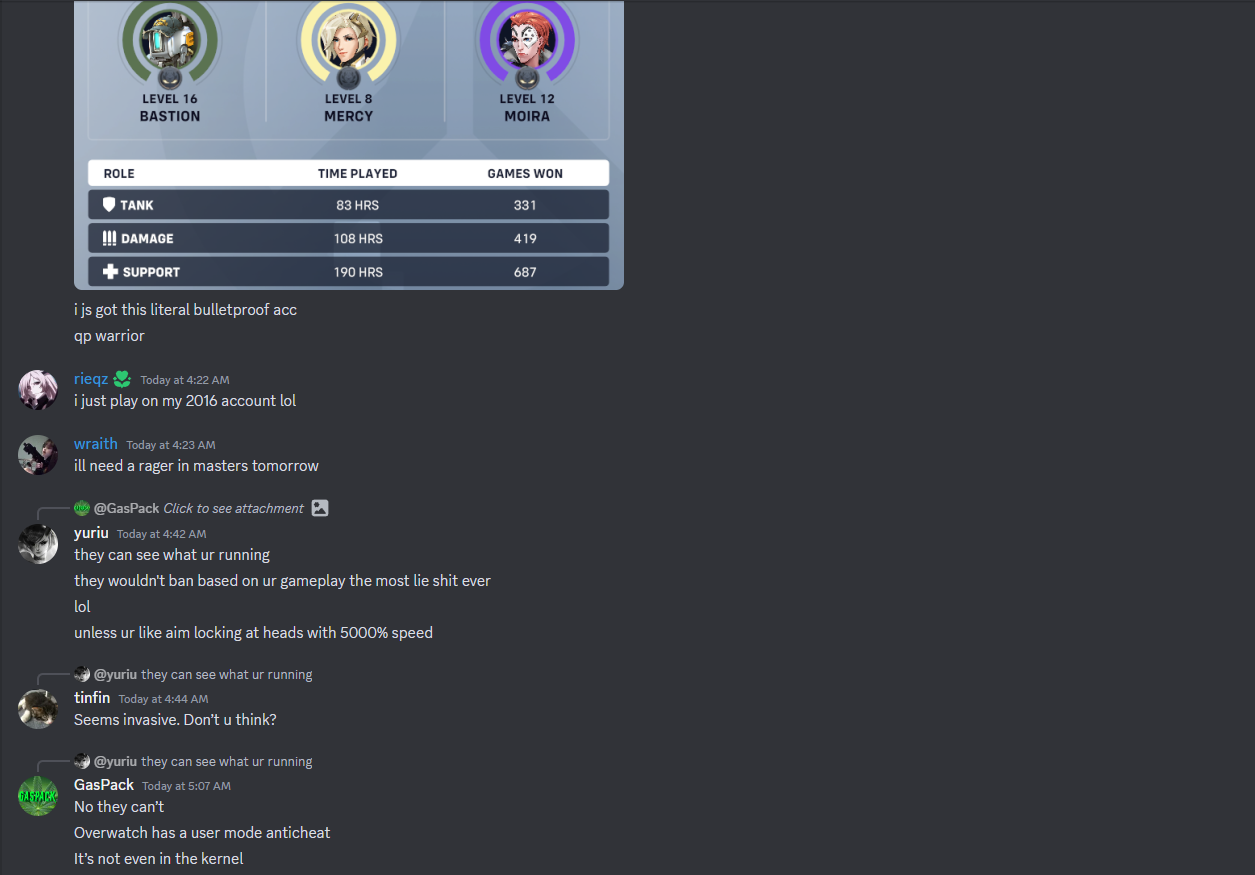 LEVEL 16 LEVEL 8 LEVEL 12
BASTION MERCY MOIRA
ROLE TIME PLAYED GAMES WON
TANK 83 HRS 331
DAMAGE 108 HRS 419
SUPPORT 190 HRS 687
i js got this literal bulletproof acc
qp warrior
rieqz Today at 4:22 AM
i just play on my 2016 account lol
wraith Today at 4:23 AM
ill need a rager in masters tomorrow
@GasPack Click to see attachment
yuriu Today at 4:42 AM
they can see what ur running
they wouldn't ban based on ur gameplay the most lie shit ever
lol
unless ur like aim locking at heads with 5000% speed
@yuriu they can see what ur running
tinfin Today at 4:44 AM
Seems invasive. Don’t u think?
@yuriu they can see what ur running
GASPACK
GasPack Today at 5:07 AM
No they can’t
Overwatch has a user mode anticheat
It’s not even in the kernel